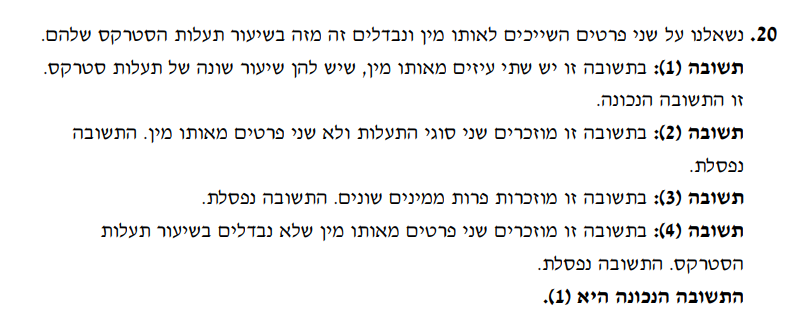 20. נשאלנו על שני פרטים השייכים לאותו מין ונבדלים זה מזה בשיעור תעלות הסטרקס שלהם.
תשובה (1): בתשובה זו יש שתי עיזים מאותו מין, שיש להן שיעור שונה של תעלות סטרקס.
זו התשובה הנכונה.
תשובה (2): בתשובה זו מוזכרים שני סוגי התעלות ולא שני פרטים מאותו מין. התשובה
נפסלת.
תשובה (3): בתשובה זו מוזכרות פרות ממינים שונים. התשובה נפסלת.
תשובה (4): בתשובה זו מוזכרים שני פרטים מאותו מין שלא נבדלים בשיעור תעלות
הסטרקס. התשובה נפסלת.
התשובה הנכונה היא (1).